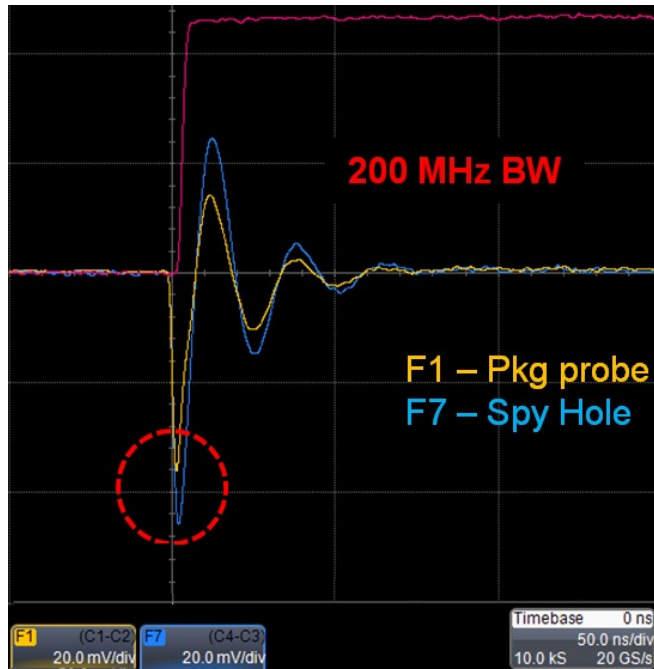 200 MHz BW
F1 – Pkg probe
F7 – Spy Hole
F1 (C1-C2) F7 (C4-C3) Timebase 0 ns
20.0 mV/div 20.0 mV/div 50.0 ns/div
10.0 kS 20 GS/s